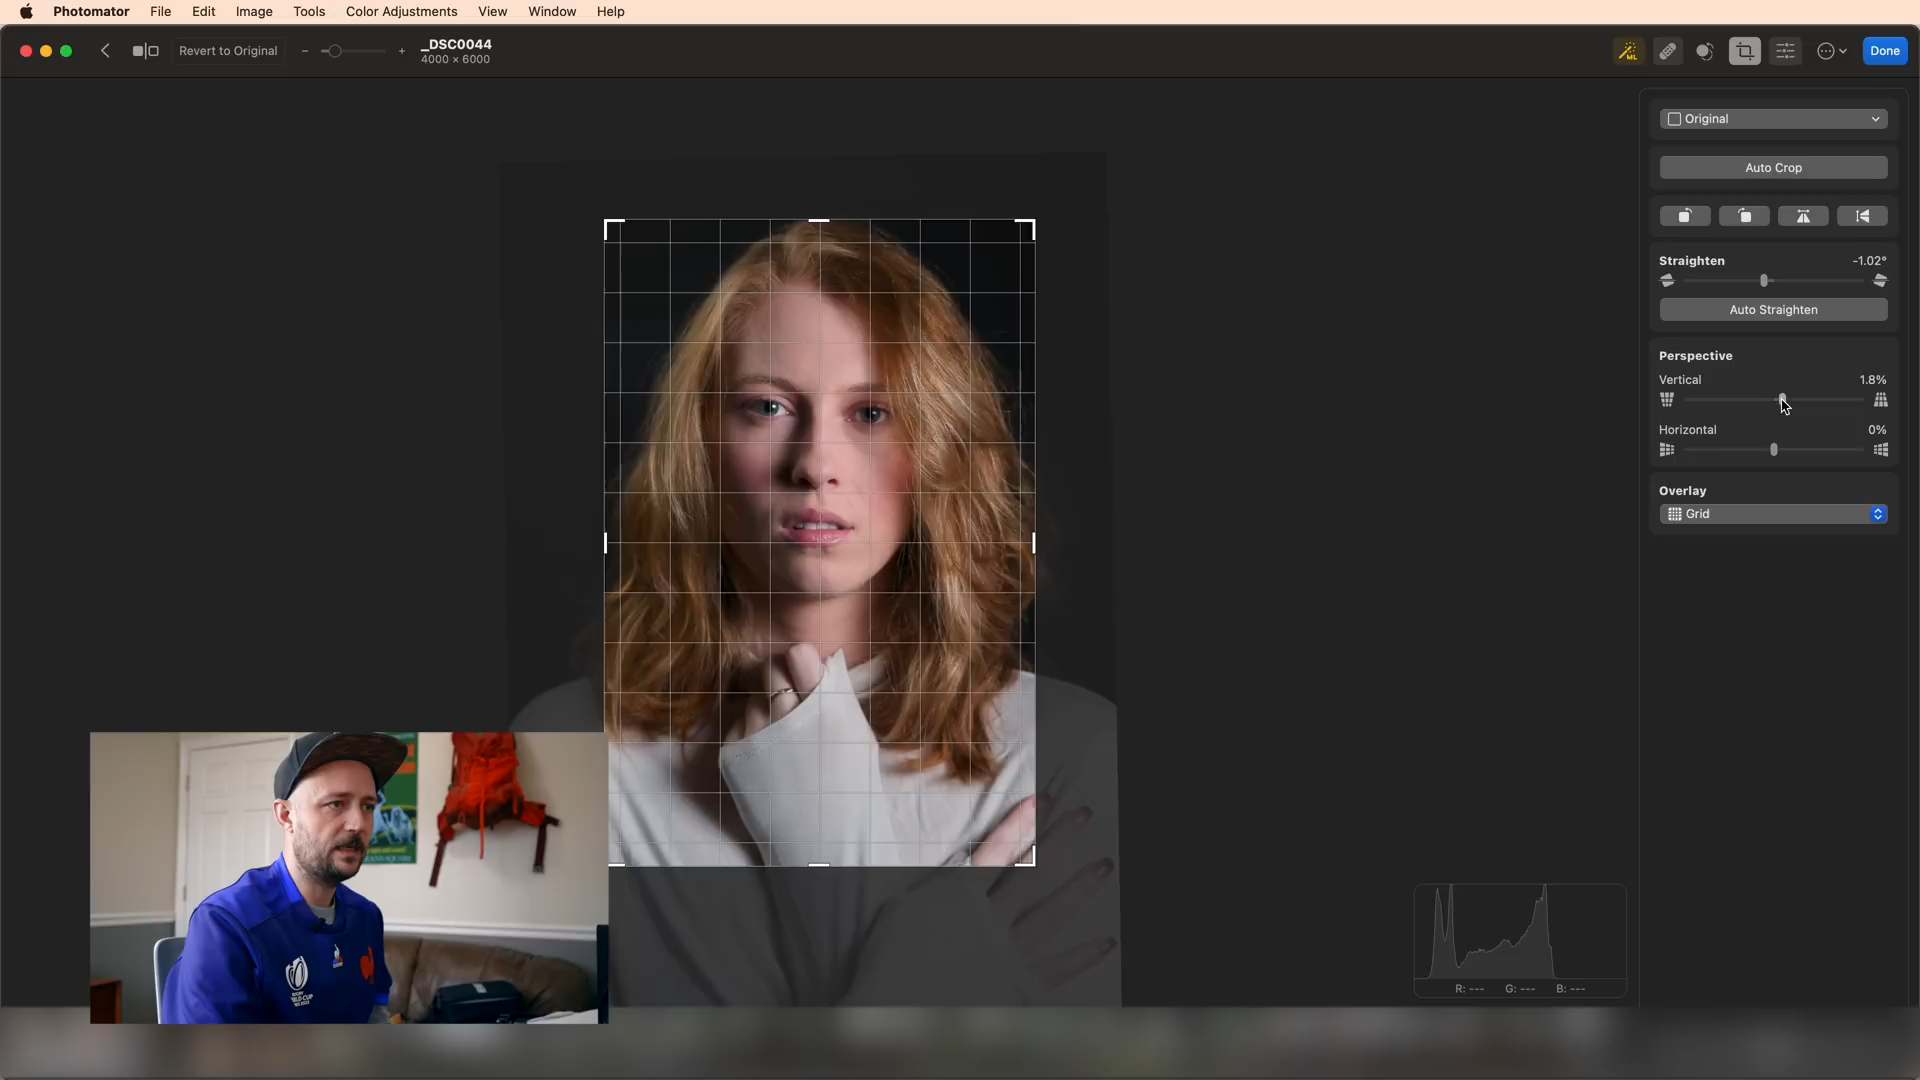 Photomator File Edit Image Tools Color Adjustments View Window Help
Revert to Original
_DSC0044
4000 × 6000
ML
Done
Original
Auto Crop
Straighten -1.02°
Auto Straighten
Perspective
Vertical 1.8%
Horizontal 0%
Overlay
Grid
R: --- G: --- B: ---